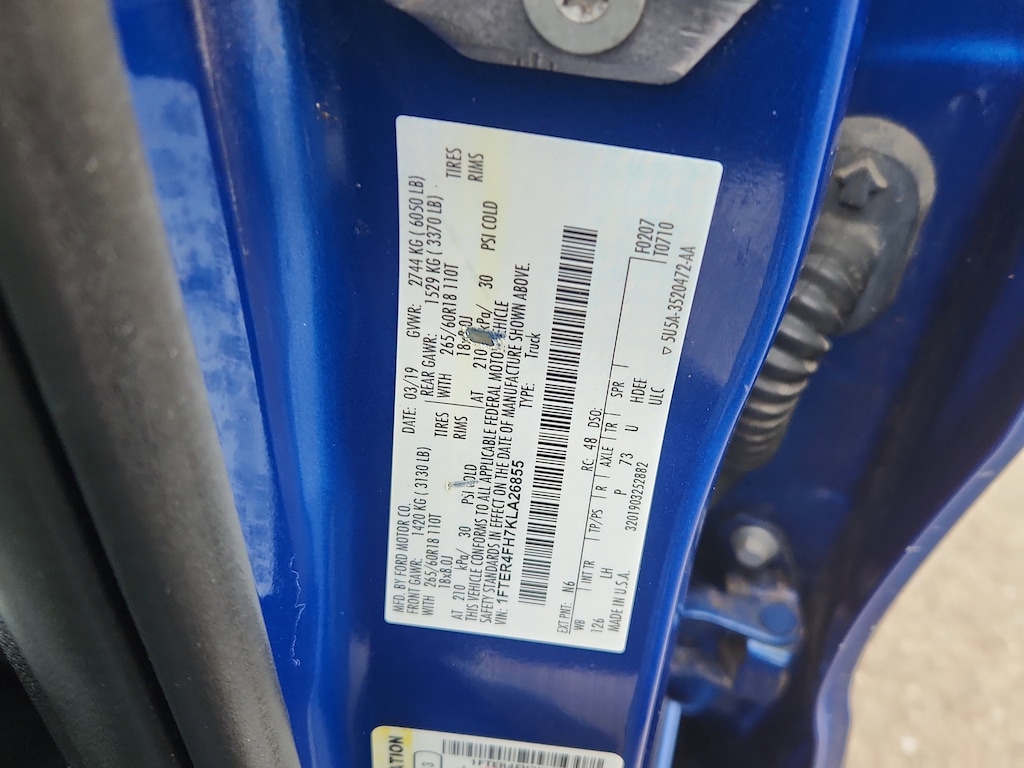 MFD. BY FORD MOTOR CO. DATE: 03/19 GVWR: 2744 KG ( 6050 LB)
FRONT GAWR: 1420 KG ( 3130 LB) REAR GAWR: 1529 KG ( 3370 LB)
WITH 265/60R18 110T TIRES WITH 265/60R18 110T TIRES
18x8.0J RIMS 18x8.0J RIMS
AT 210 kPa/ 30 PSI COLD AT 210 kPa/ 30 PSI COLD
THIS VEHICLE CONFORMS TO ALL APPLICABLE FEDERAL MOTOR VEHICLE
SAFETY STANDARDS IN EFFECT ON THE DATE OF MANUFACTURE SHOWN ABOVE.
VIN: 1FTER4FH7KLA26855 TYPE: Truck
EXT PNT: N6 RC: 48 DSO: F0207
WB INT TR TP/PS R AXLE TR SPR T0710
126 LH P 73 U HDEF
MADE IN U.S.A. 3201903252882 ULC ▽ 5U5A-3520472-AA
3